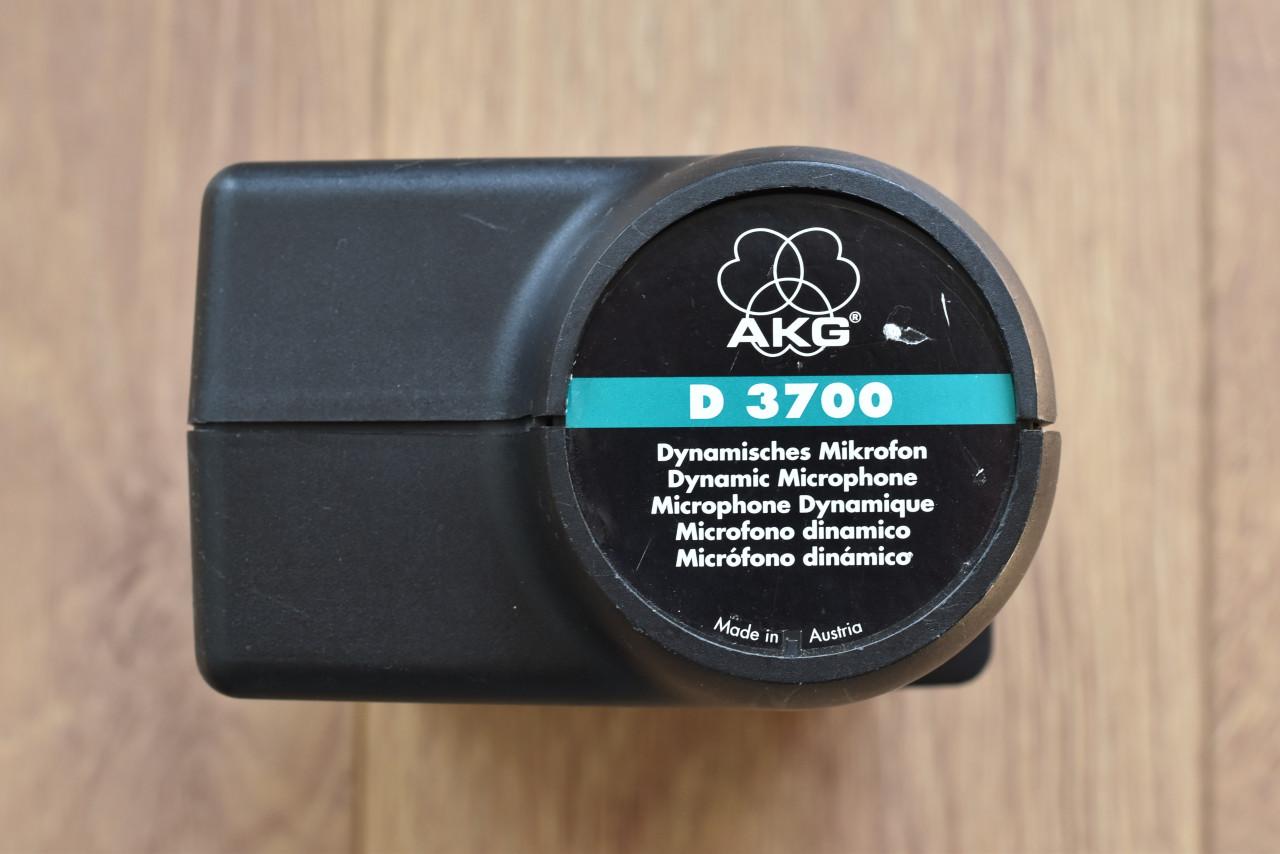 AKG®
D 3700
Dynamisches Mikrofon
Dynamic Microphone
Microphone Dynamique
Microfono dinamico
Micrófono dinámico
Made in Austria